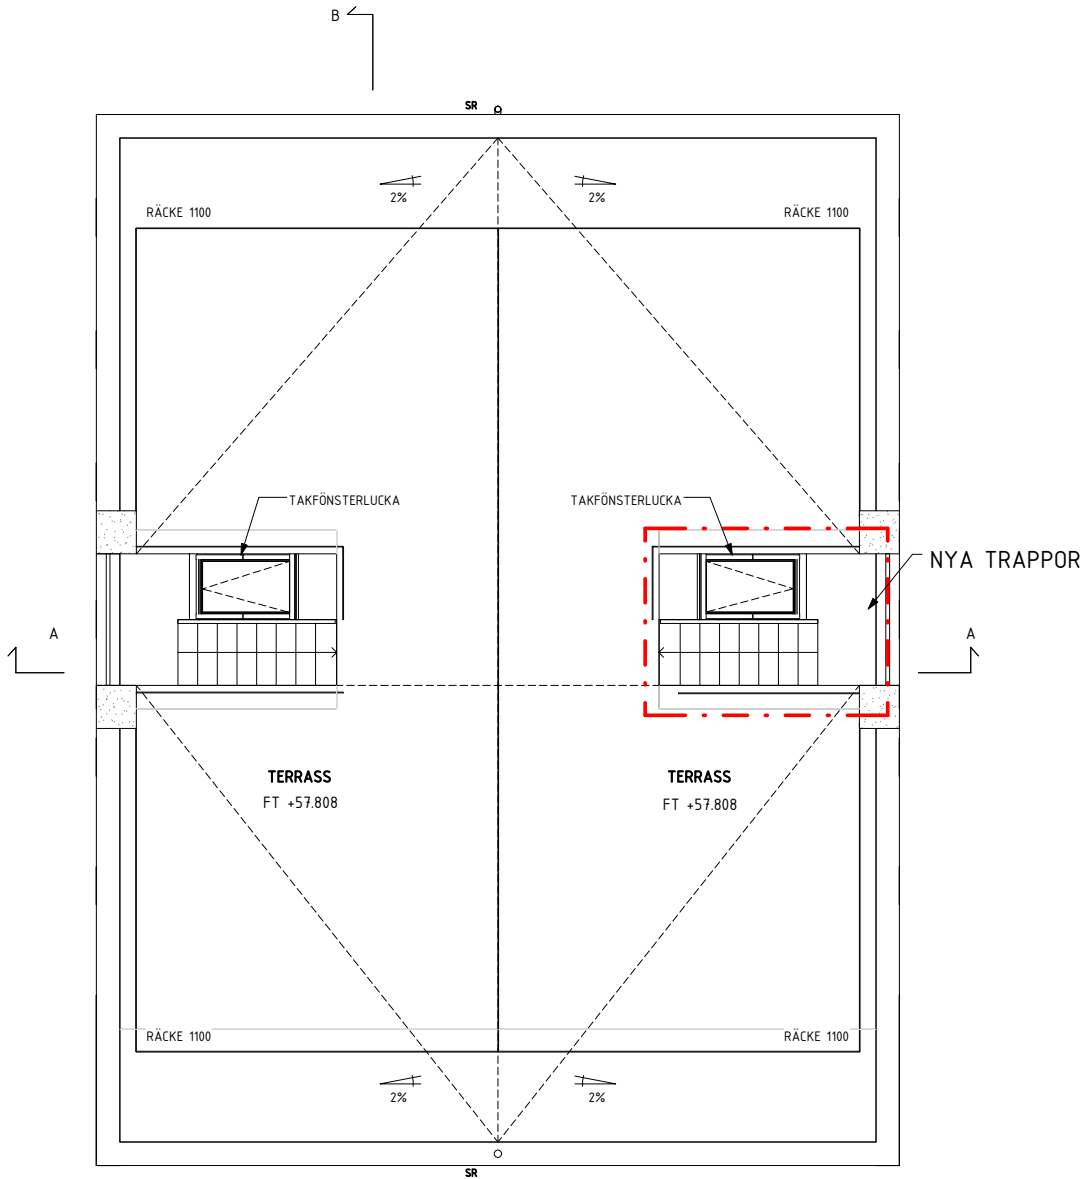 B
SR
2%
2%
RÄCKE 1100
RÄCKE 1100
TAKFÖNSTERLUCKA
TAKFÖNSTERLUCKA
NYA TRAPPOR
A
A
TERRASS
TERRASS
FT +57.808
FT +57.808
RÄCKE 1100
RÄCKE 1100
2%
2%
SR